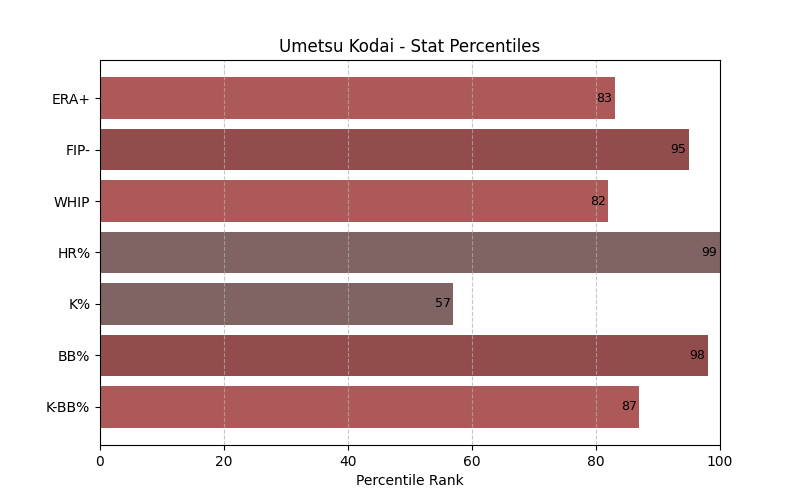 Umetsu Kodai - Stat Percentiles
ERA+ 83
FIP- 95
WHIP 82
HR% 99
K% 57
BB% 98
K-BB% 87
0 20 40 60 80 100
Percentile Rank